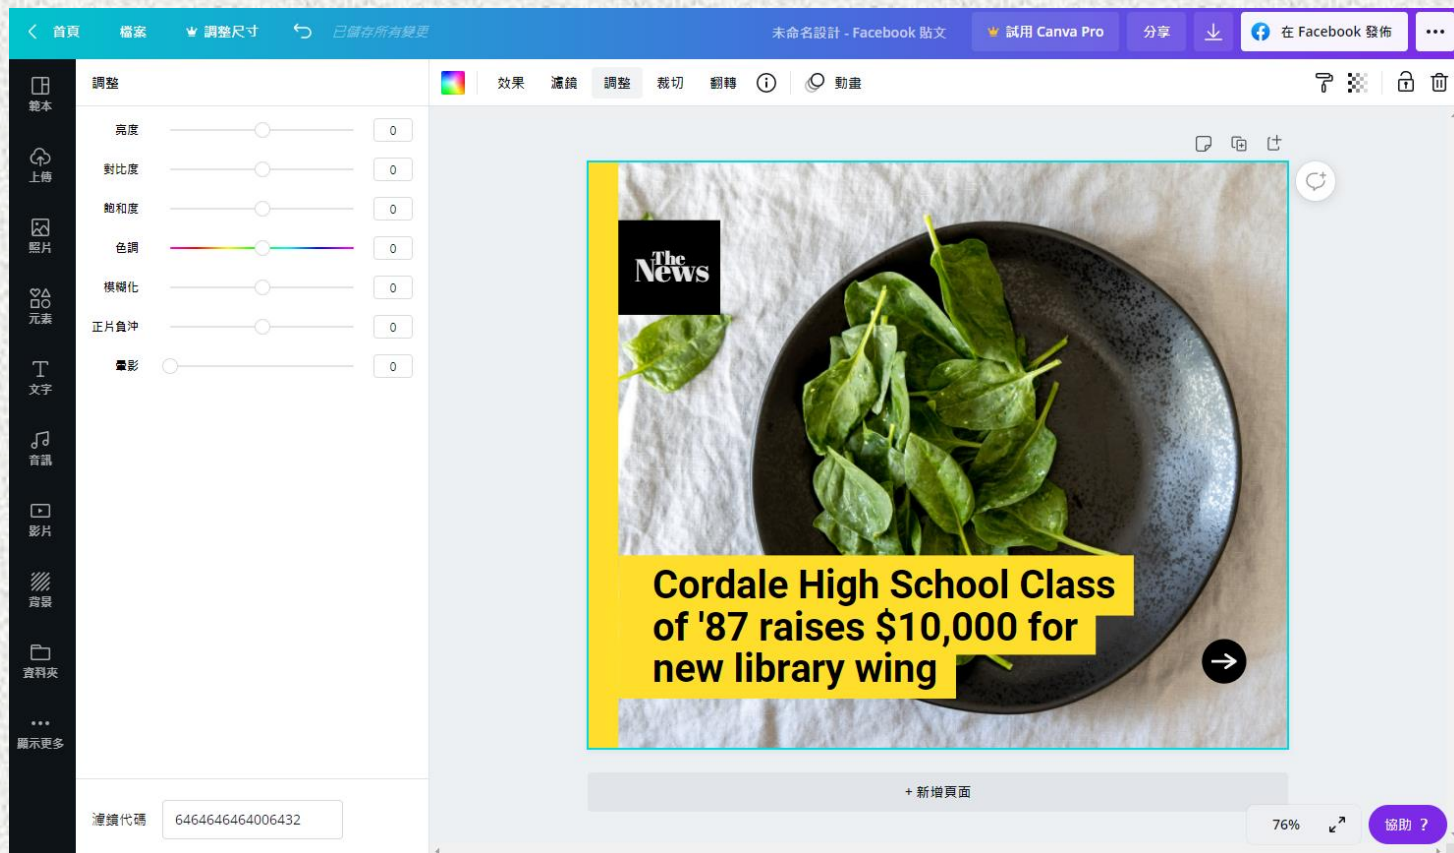 首頁
檔案
調整尺寸
已儲存所有變更
未命名設計 - Facebook 貼文
試用 Canva Pro
分享
在 Facebook 發佈
範本
上傳
照片
元素
文字
音訊
影片
背景
資料夾
顯示更多
調整
亮度 0
對比度 0
飽和度 0
色調 0
模糊化 0
正片負沖 0
暈影 0
濾鏡代碼 6464646464006432
效果
濾鏡
調整
裁切
翻轉
動畫
The
News
Cordale High School Class
of '87 raises $10,000 for
new library wing
+ 新增頁面
76%
協助 ?